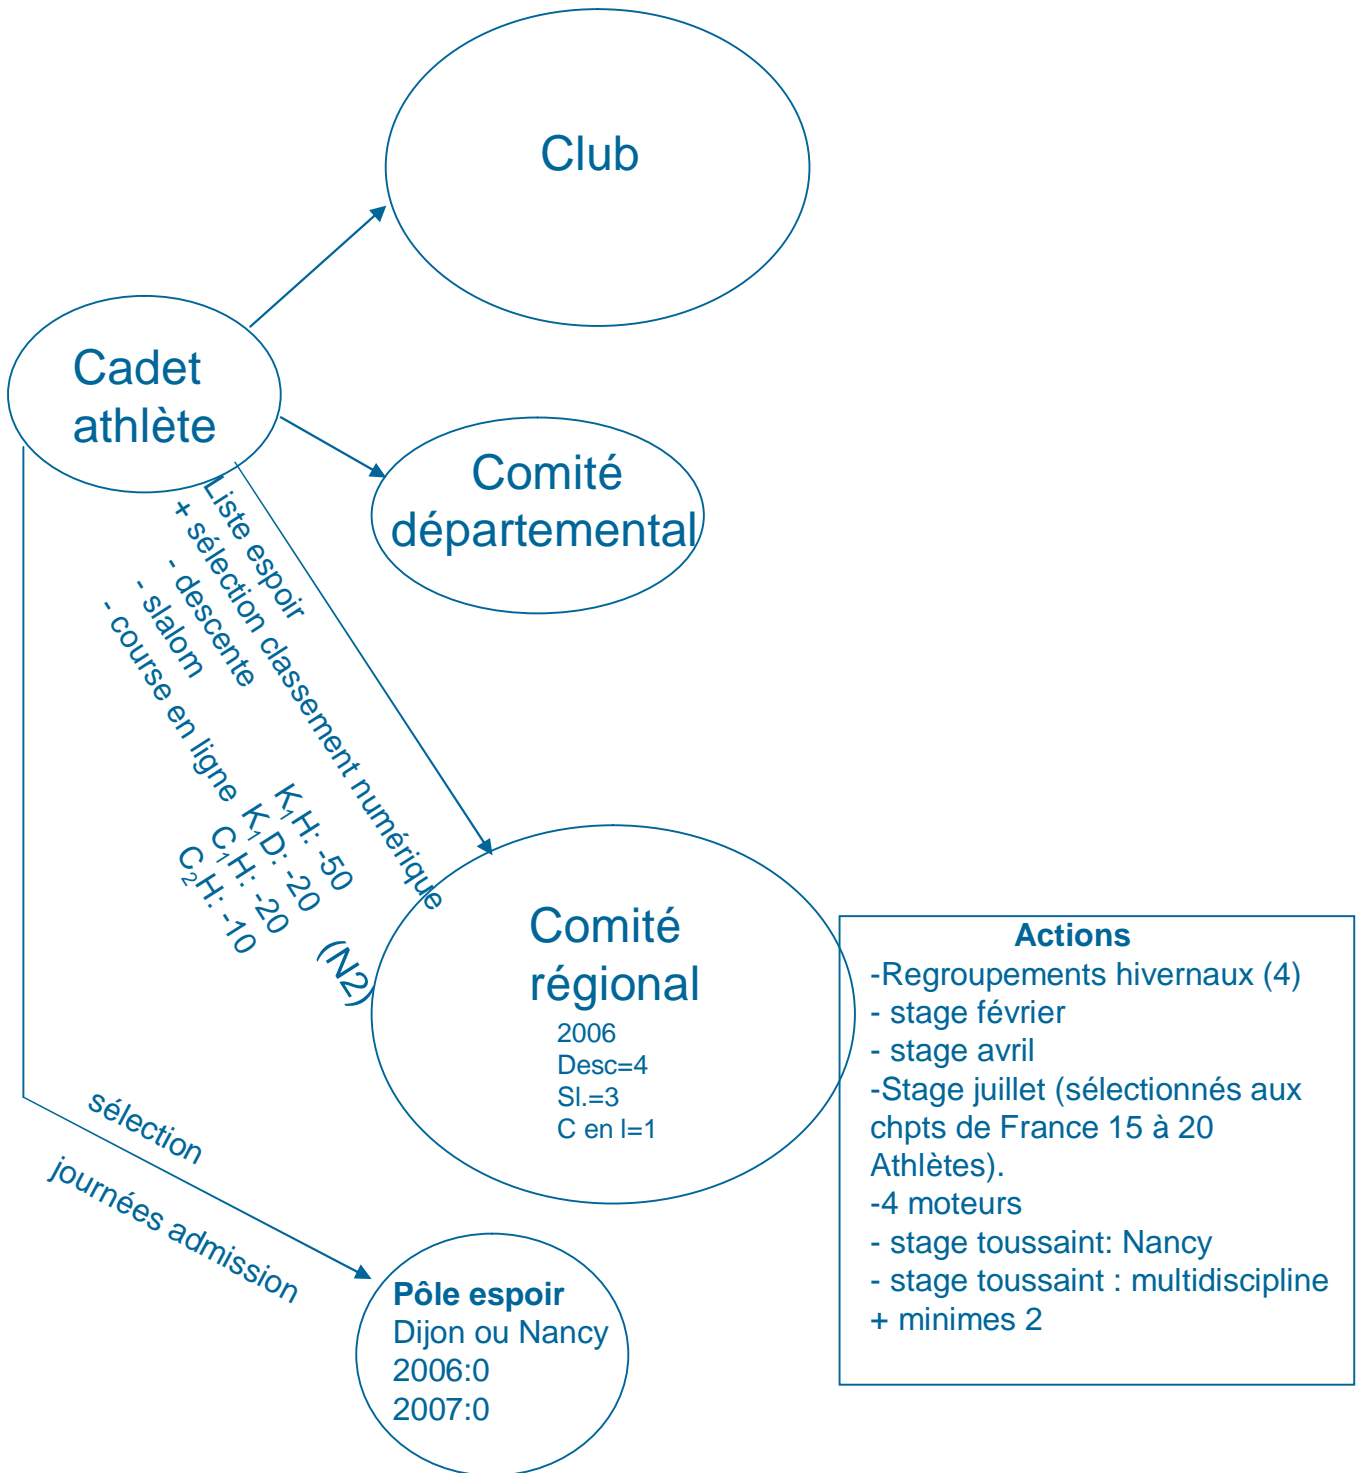 Club
Cadet
athlète
Comité
départemental
Liste espoir
+ sélection classement numérique
- descente
- slalom
- course en ligne
K₁H: -50
K₁D: -20
C₁H: -20
C₂H: -10
(N2)
Comité
régional
2006
Desc=4
Sl.=3
C en l=1
Actions
-Regroupements hivernaux (4)
- stage février
- stage avril
-Stage juillet (sélectionnés aux
chpts de France 15 à 20
Athlètes).
-4 moteurs
- stage toussaint: Nancy
- stage toussaint : multidiscipline
+ minimes 2
sélection
journées admission
Pôle espoir
Dijon ou Nancy
2006:0
2007:0